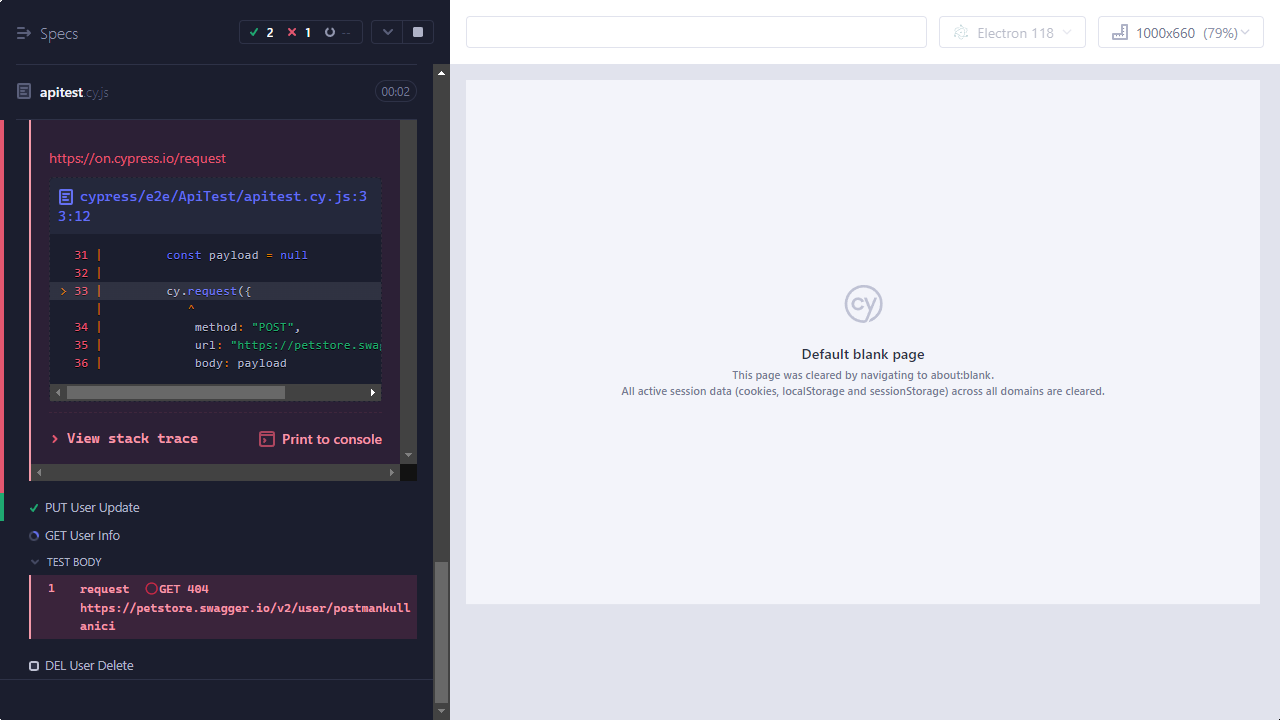 Specs
2
1
--
Electron 118
1000x660 (79%)
apitest.cy.js
00:02
https://on.cypress.io/request
cypress/e2e/ApiTest/apitest.cy.js:3
3:12
31 | const payload = null
32 |
> 33 | cy.request({
| ^
34 | method: "POST",
35 | url: "https://petstore.swag
36 | body: payload
View stack trace
Print to console
PUT User Update
GET User Info
TEST BODY
1 request GET 404
https://petstore.swagger.io/v2/user/postmankull
anici
DEL User Delete
cy
Default blank page
This page was cleared by navigating to about:blank.
All active session data (cookies, localStorage and sessionStorage) across all domains are cleared.